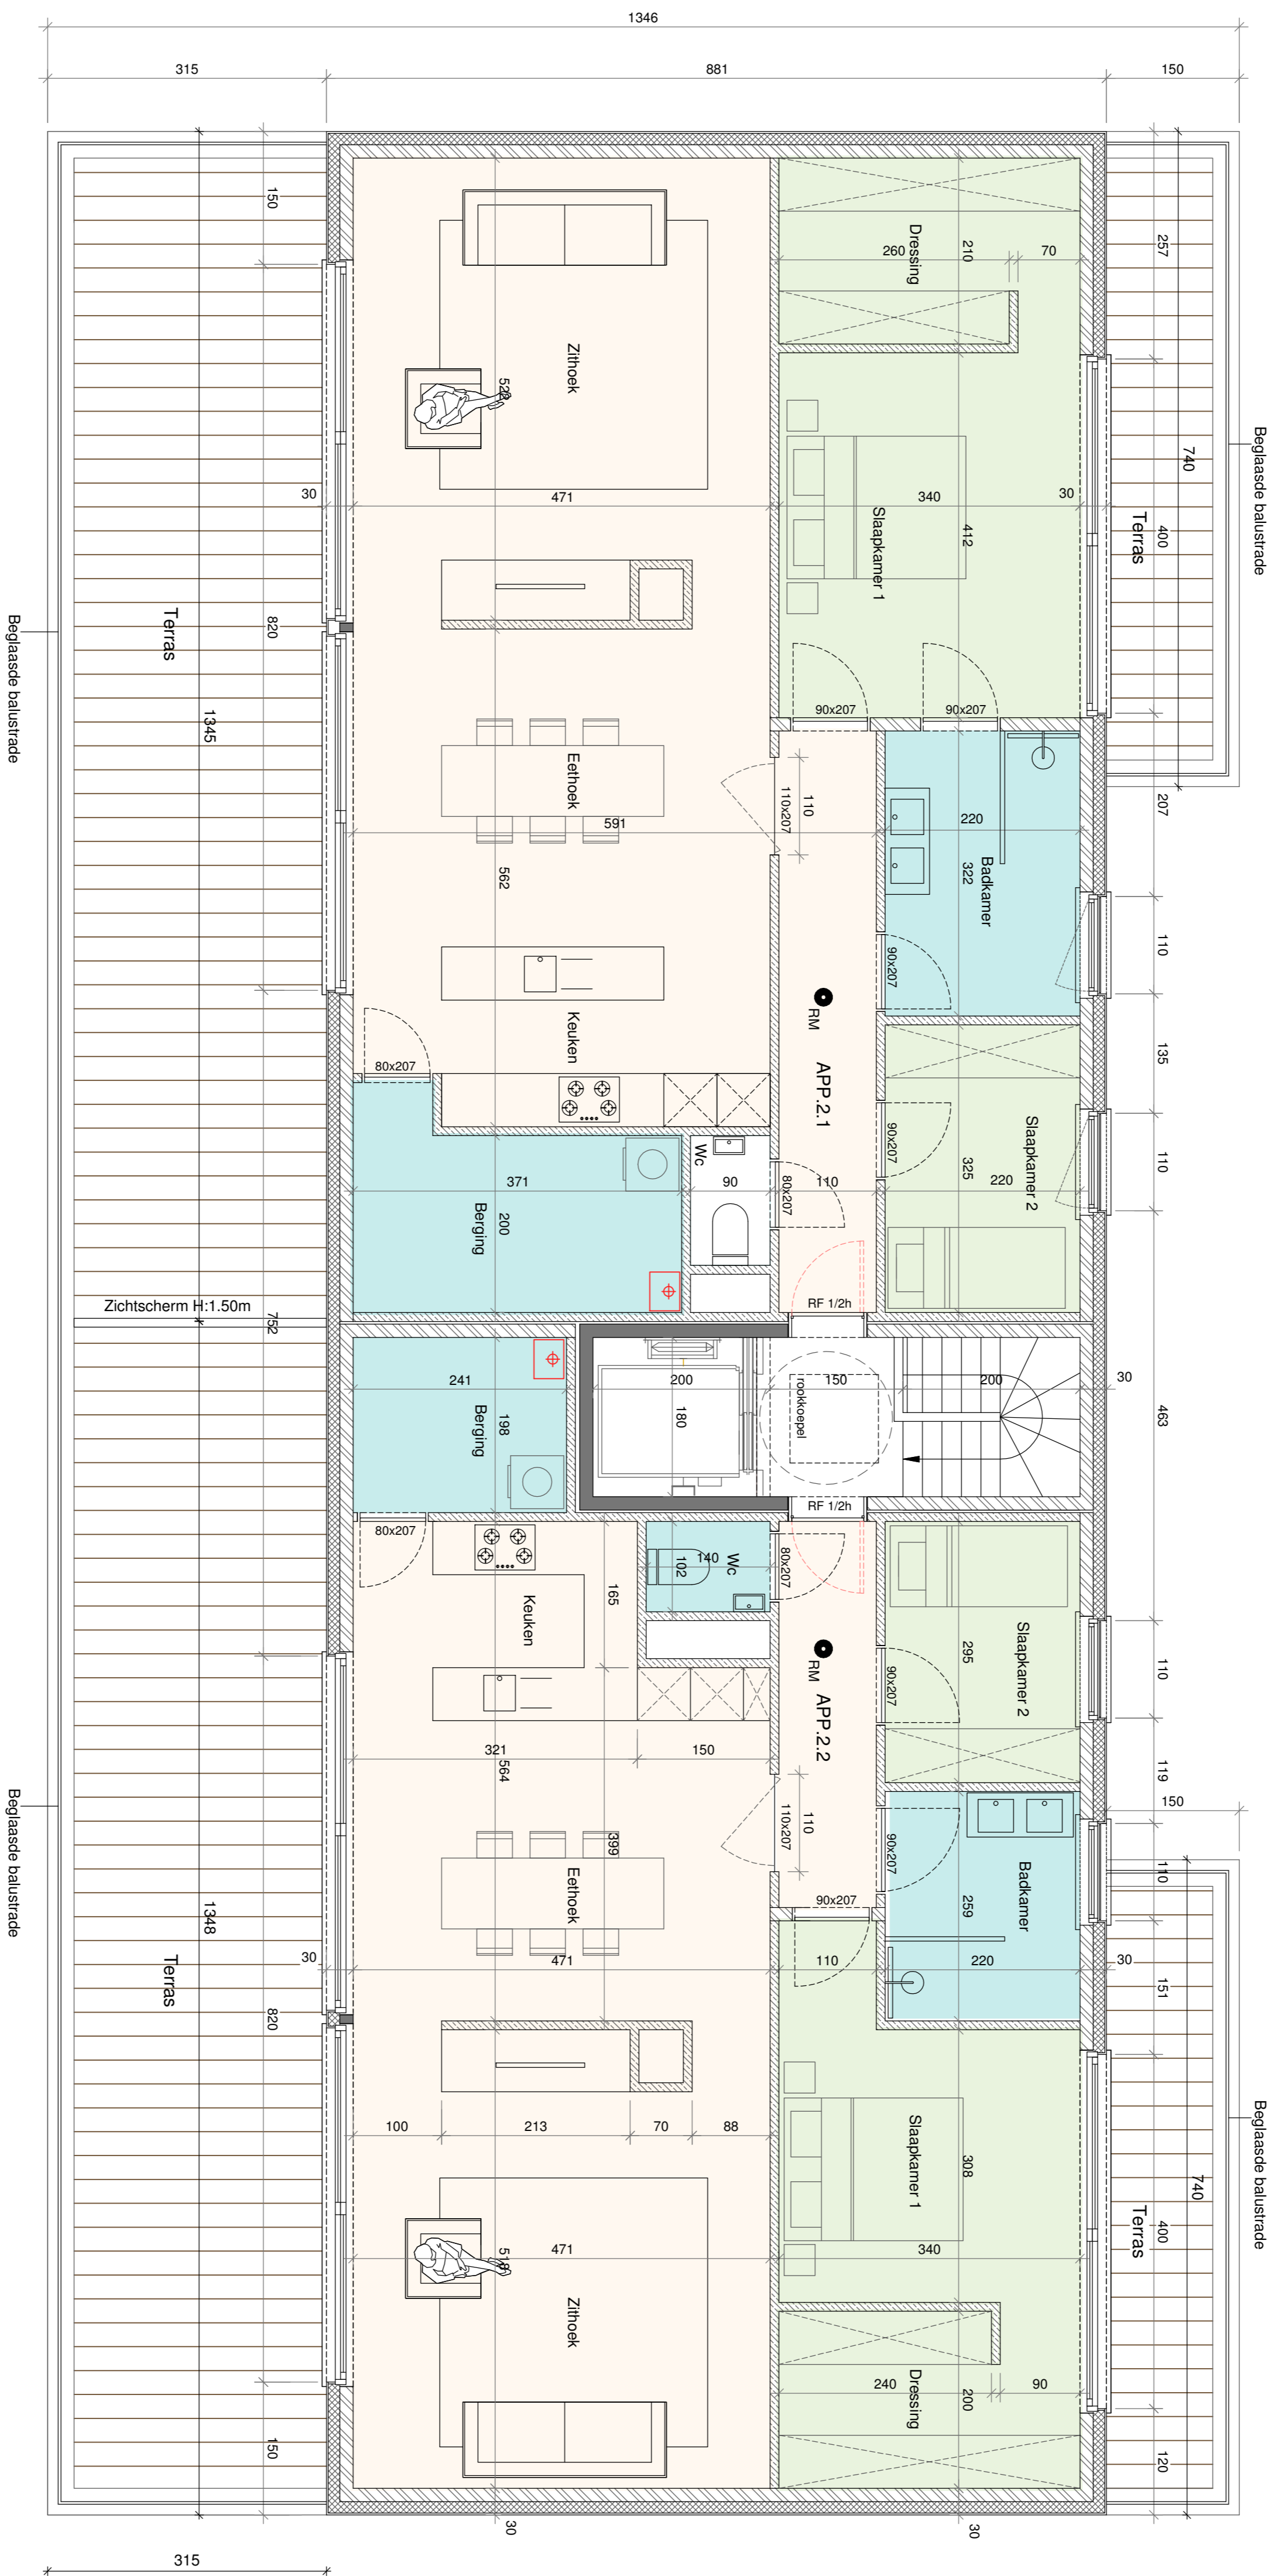 1346
315
881
150
150
257
Dressing
260
210
70
740
Beglaasde balustrade
Zithoek
522
30
471
340
30
Slaapkamer 1
412
Terras
400
Terras
Beglaasde balustrade
820
1345
90x207
90x207
110
110x207
207
Eethoek
591
220
Badkamer
322
562
110
90x207
RM
APP.2.1
Keuken
135
80x207
Wc
90x207
Slaapkamer 2
110
325
371
90
80x207
110
220
200
Berging
Zichtscherm H:1.50m
752
RF 1/2h
241
198
Berging
200
180
150
rookkoepel
200
30
463
RF 1/2h
80x207
Wc
140
102
80x207
165
Keuken
Slaapkamer 2
295
110
RM
APP.2.2
90x207
321
564
150
119
110
110x207
150
Beglaasde balustrade
399
Eethoek
90x207
110
Badkamer
259
90x207
1348
Terras
30
471
110
220
30
151
820
100
213
70
88
Slaapkamer 1
308
Beglaasde balustrade
740
Terras
400
471
518
340
Zithoek
240
Dressing
200
90
150
120
30
30
315